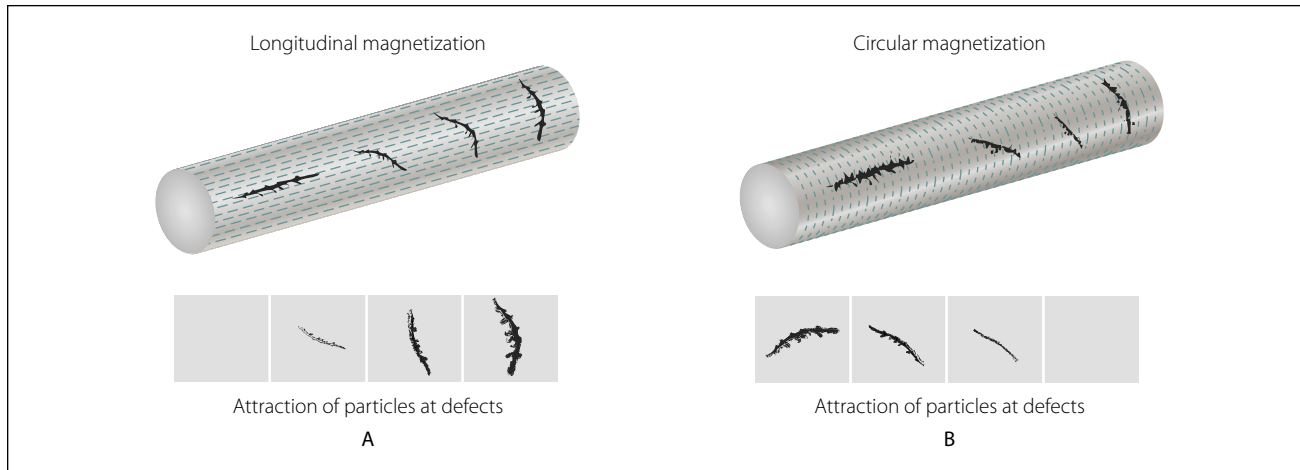 Longitudinal magnetization
Circular magnetization
Attraction of particles at defects
Attraction of particles at defects
A
B